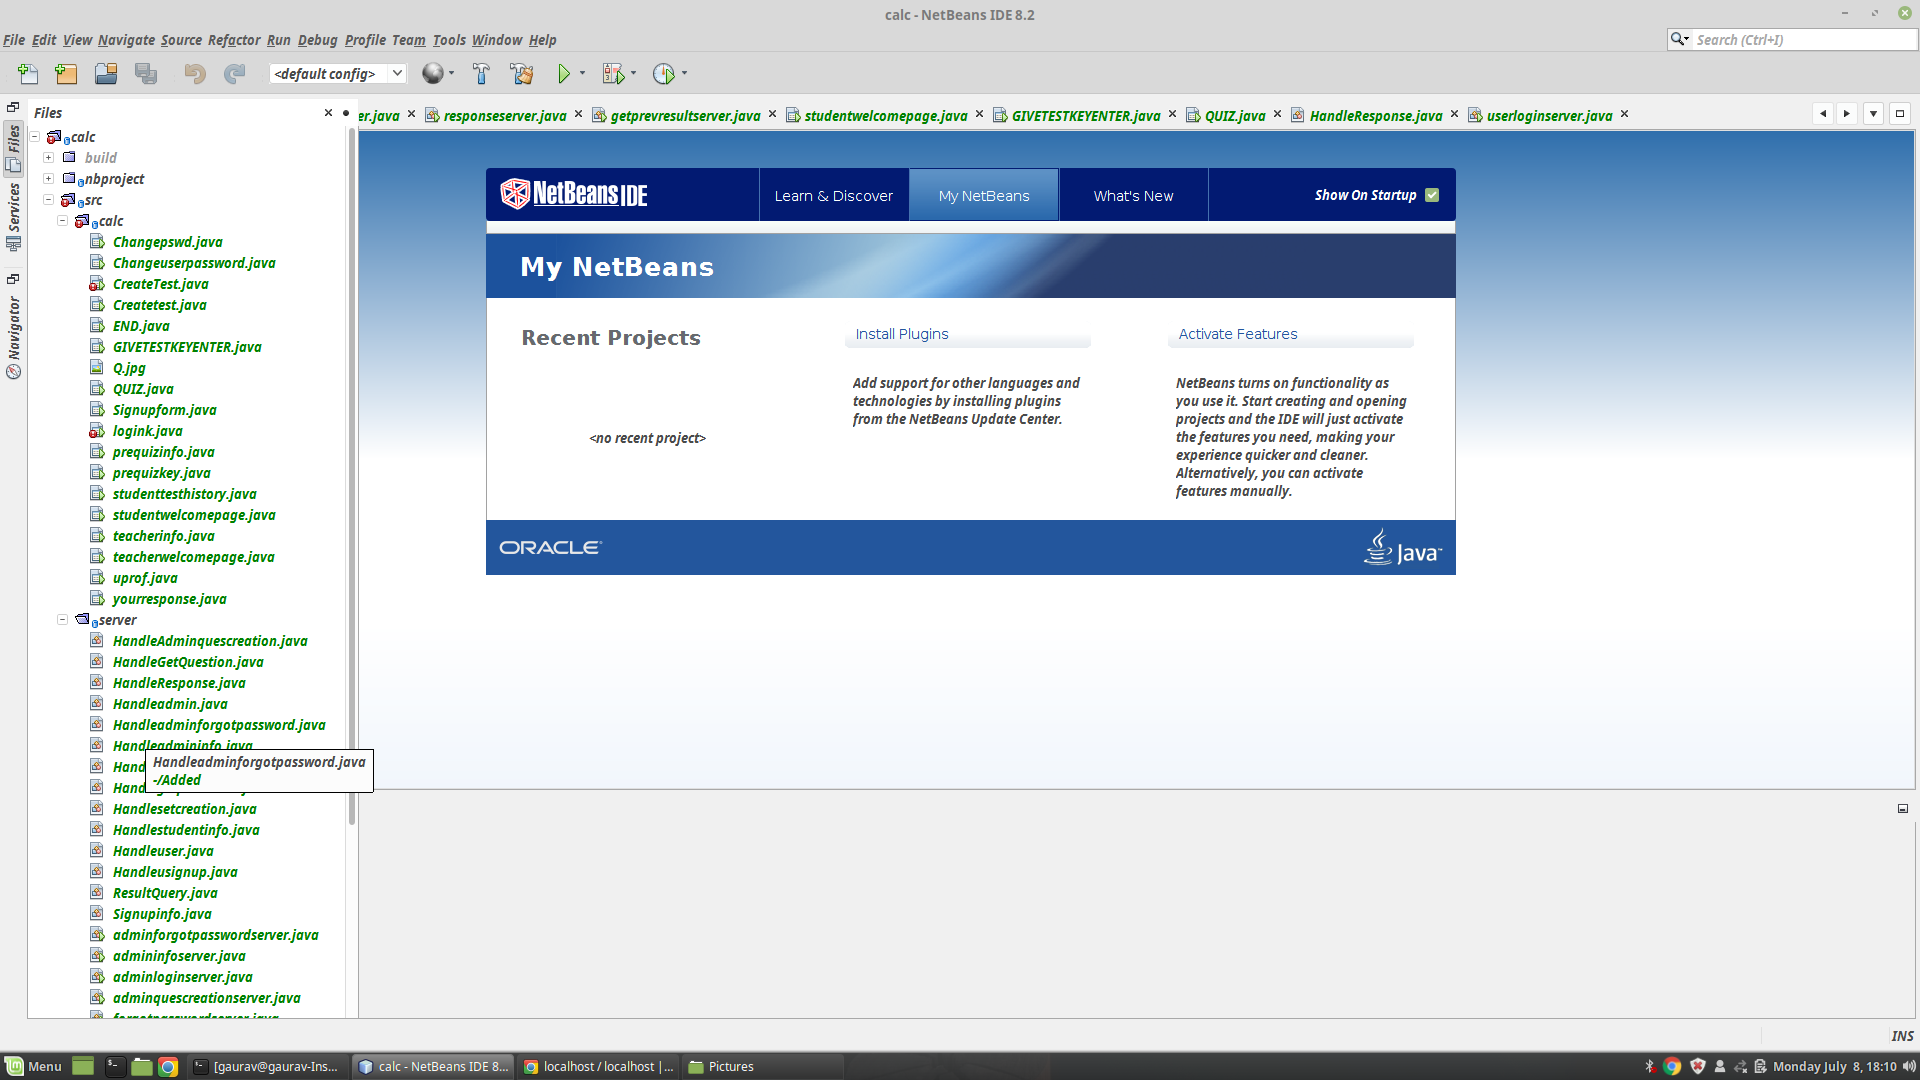 calc - NetBeans IDE 8.2
File Edit View Navigate Source Refactor Run Debug Profile Team Tools Window Help
Search (Ctrl+I)
<default config>
Files
er.java
responseserver.java
getprevresultserver.java
studentwelcomepage.java
GIVETESTKEYENTER.java
QUIZ.java
HandleResponse.java
userloginserver.java
Files
Services
Navigator
calc
build
nbproject
src
calc
Changepswd.java
Changeuserpassword.java
CreateTest.java
Createtest.java
END.java
GIVETESTKEYENTER.java
Q.jpg
QUIZ.java
Signupform.java
logink.java
prequizinfo.java
prequizkey.java
studenttesthistory.java
studentwelcomepage.java
teacherinfo.java
teacherwelcomepage.java
uprof.java
yourresponse.java
server
HandleAdminquescreation.java
HandleGetQuestion.java
HandleResponse.java
Handleadmin.java
Handleadminforgotpassword.java
Handleadmininfo.java
Hand
Handleadminforgotpassword.java
-/Added
Handlesetcreation.java
Handlestudentinfo.java
Handleuser.java
Handleusignup.java
ResultQuery.java
Signupinfo.java
adminforgotpasswordserver.java
admininfoserver.java
adminloginserver.java
adminquescreationserver.java
forgotpasswordserver.java
NetBeans IDE
Learn & Discover
My NetBeans
What's New
Show On Startup
My NetBeans
Recent Projects
<no recent project>
Install Plugins
Add support for other languages and
technologies by installing plugins
from the NetBeans Update Center.
Activate Features
NetBeans turns on functionality as
you use it. Start creating and opening
projects and the IDE will just activate
the features you need, making your
experience quicker and cleaner.
Alternatively, you can activate
features manually.
ORACLE
Java
INS
Menu
[gaurav@gaurav-Ins...
calc - NetBeans IDE 8...
localhost / localhost |...
Pictures
Monday July 8, 18:10